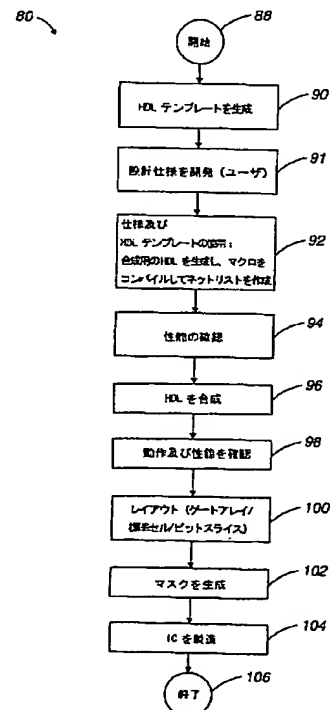 80
開始
88
HDL テンプレートを生成
90
設計仕様を開発 (ユーザ)
91
仕様及び
HDL テンプレートの使用:
合成用の HDL を生成し、マクロを
コンパイルしてネットリストを作成
92
性能の確認
94
HDL を合成
96
動作及び性能を確認
98
レイアウト (ゲートアレイ/
標準セル/ビットスライス)
100
マスクを生成
102
IC を製造
104
終了
106